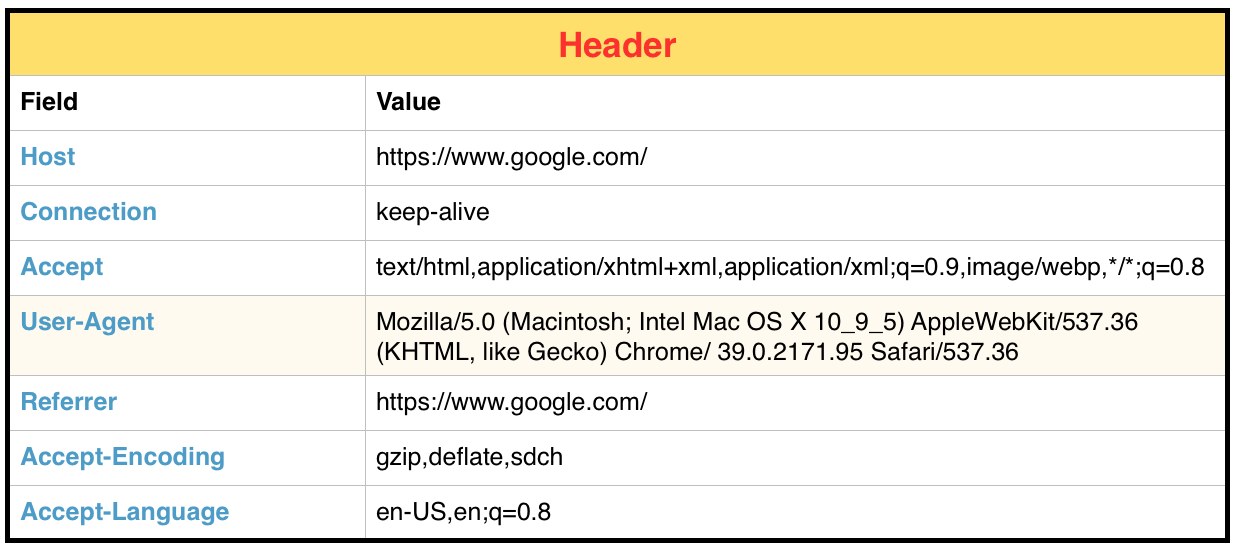 Header
Field Value
Host https://www.google.com/
Connection keep-alive
Accept text/html,application/xhtml+xml,application/xml;q=0.9,image/webp,*/*;q=0.8
User-Agent Mozilla/5.0 (Macintosh; Intel Mac OS X 10_9_5) AppleWebKit/537.36
(KHTML, like Gecko) Chrome/ 39.0.2171.95 Safari/537.36
Referrer https://www.google.com/
Accept-Encoding gzip,deflate,sdch
Accept-Language en-US,en;q=0.8